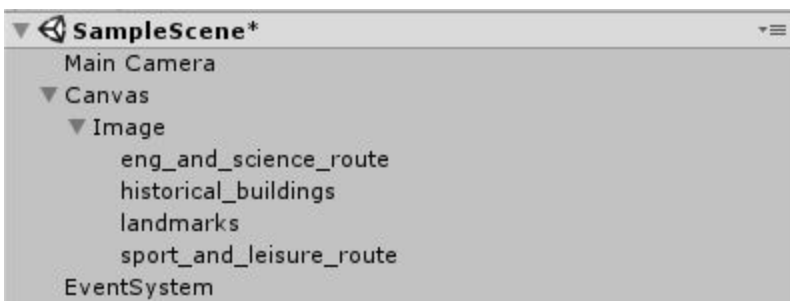 SampleScene*
Main Camera
Canvas
Image
eng_and_science_route
historical_buildings
landmarks
sport_and_leisure_route
EventSystem